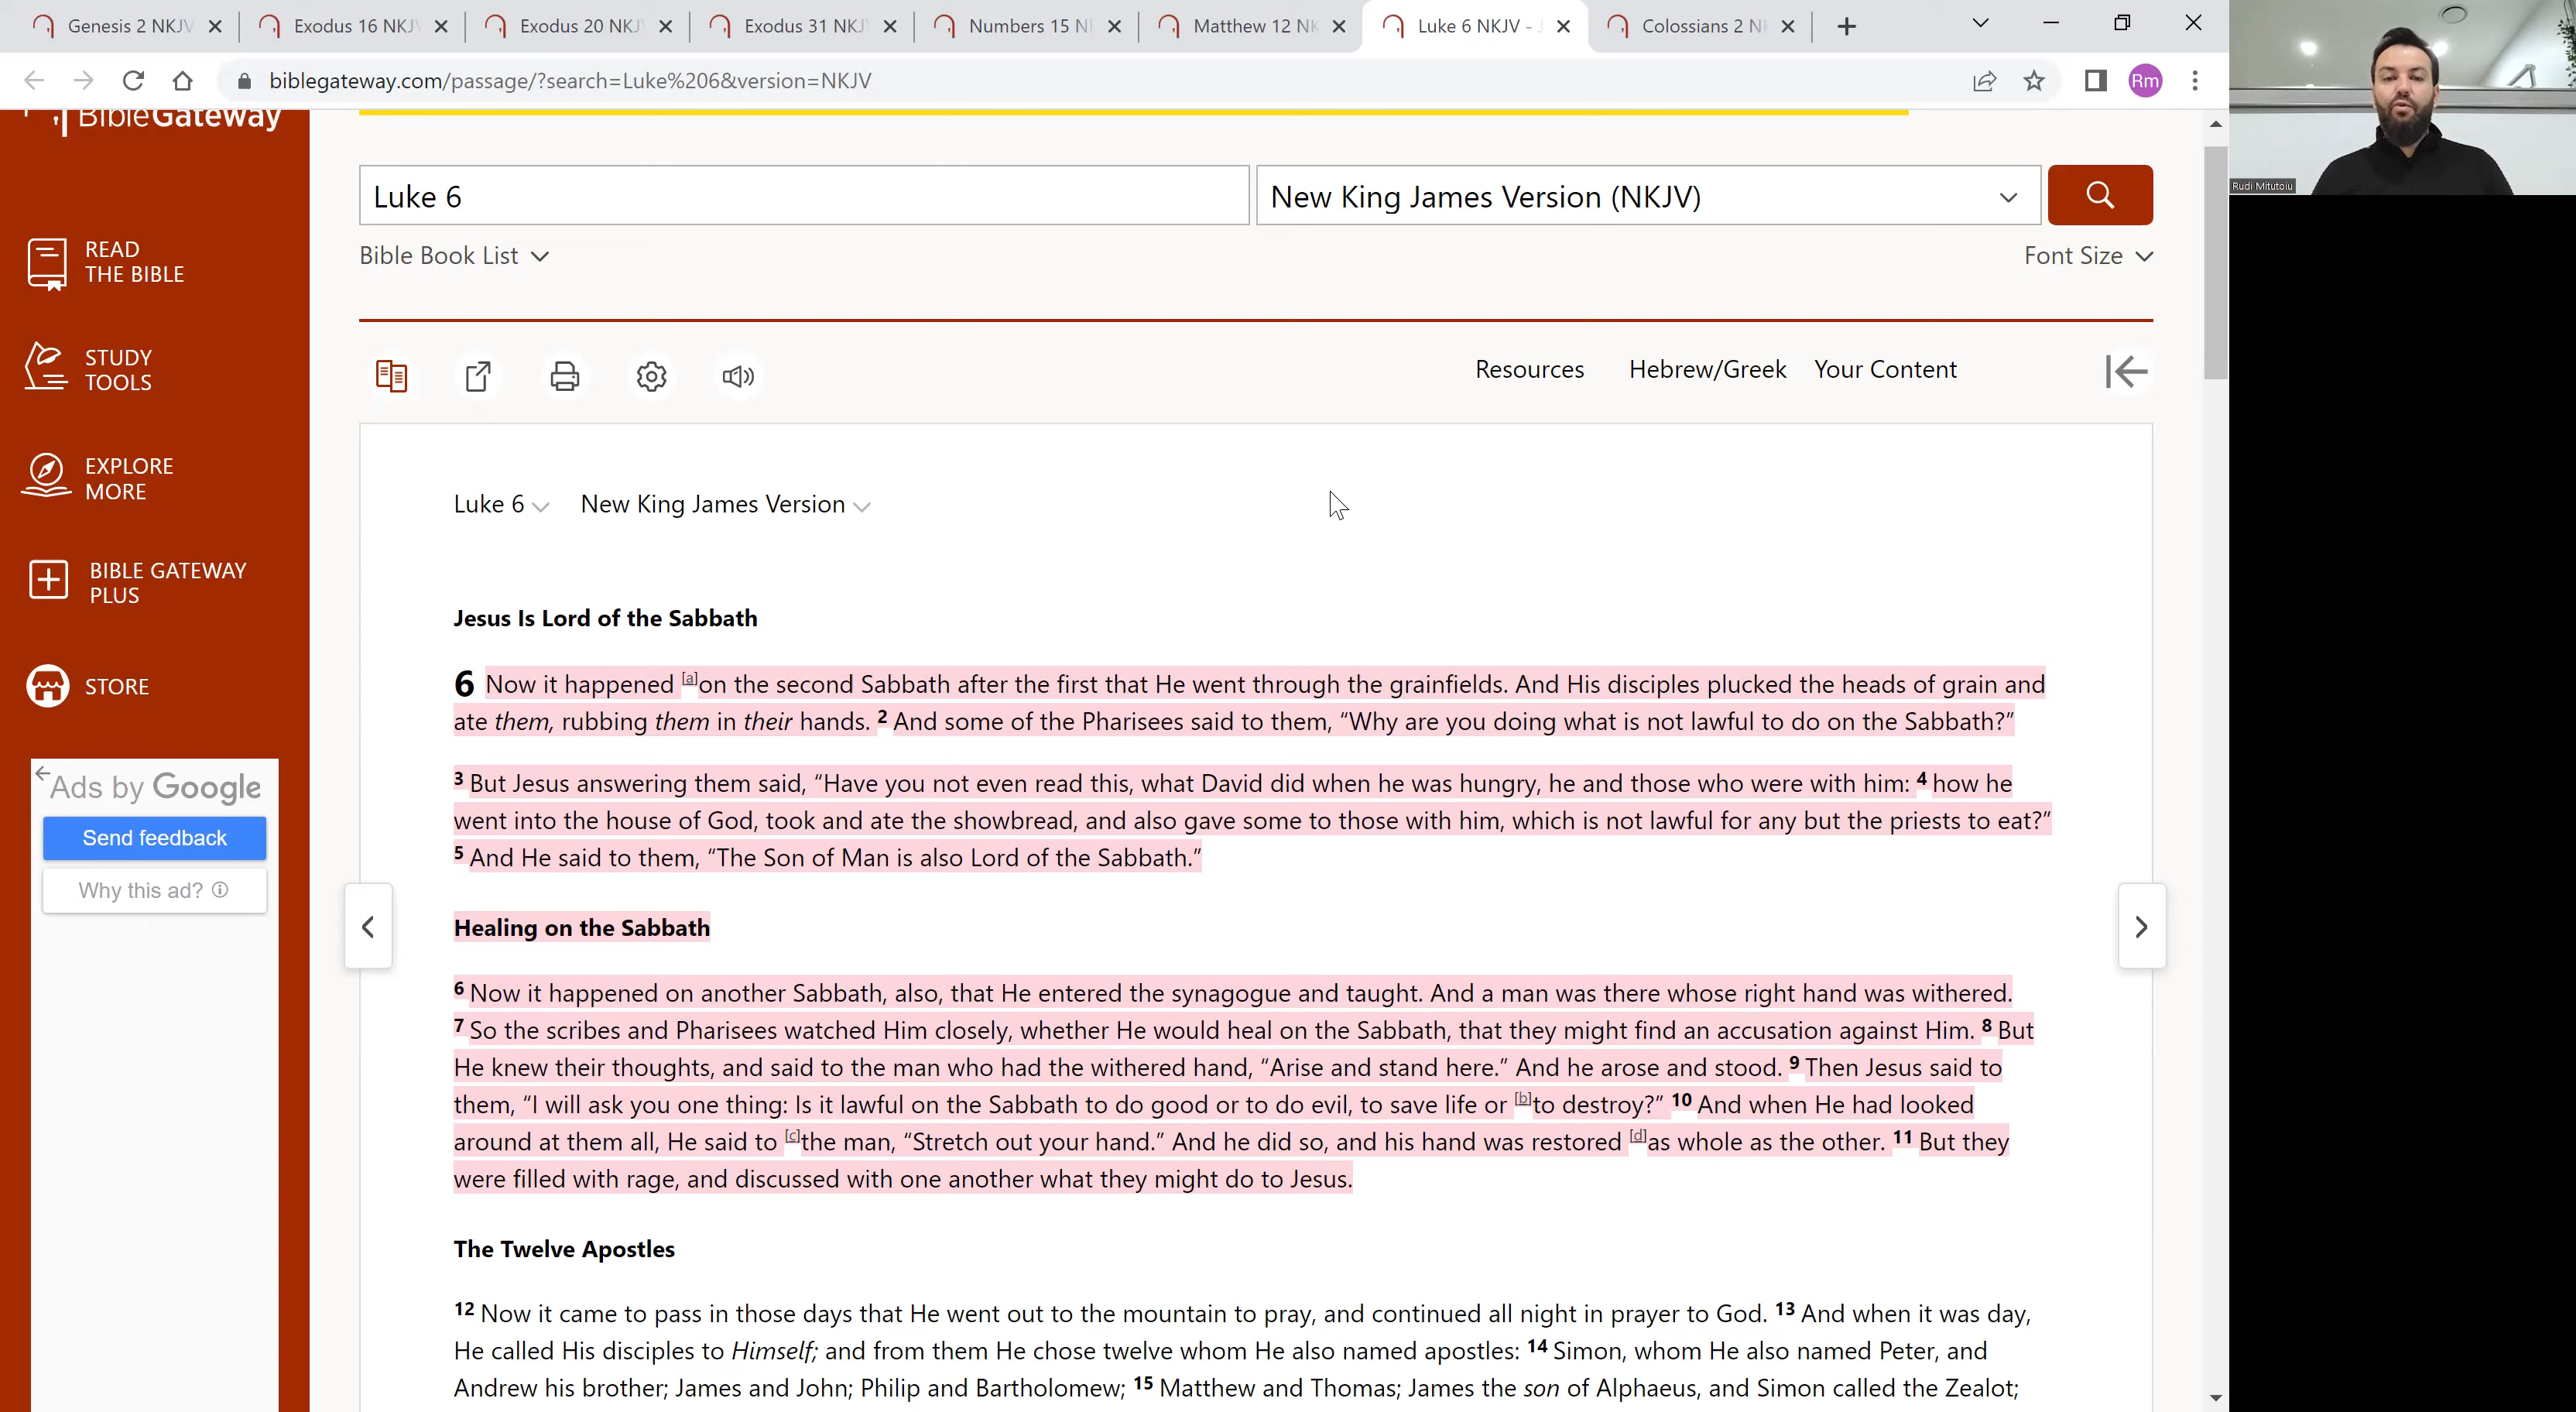 Genesis 2 NKJV
Exodus 16 NKJ
Exodus 20 NKJ
Exodus 31 NKJ
Numbers 15 N
Matthew 12 NK
Luke 6 NKJV - J
Colossians 2 N
biblegateway.com/passage/?search=Luke%206&version=NKJV
Rm
Rudi Mitutoiu
BibleGateway
READ
THE BIBLE
STUDY
TOOLS
EXPLORE
MORE
BIBLE GATEWAY
PLUS
STORE
Ads by Google
Send feedback
Why this ad?
Luke 6
New King James Version (NKJV)
Bible Book List
Font Size
Resources Hebrew/Greek Your Content
Luke 6 New King James Version
Jesus Is Lord of the Sabbath
6 Now it happened [a]on the second Sabbath after the first that He went through the grainfields. And His disciples plucked the heads of grain and
ate them, rubbing them in their hands. 2 And some of the Pharisees said to them, “Why are you doing what is not lawful to do on the Sabbath?”
3 But Jesus answering them said, “Have you not even read this, what David did when he was hungry, he and those who were with him: 4 how he
went into the house of God, took and ate the showbread, and also gave some to those with him, which is not lawful for any but the priests to eat?”
5 And He said to them, “The Son of Man is also Lord of the Sabbath.”
Healing on the Sabbath
6 Now it happened on another Sabbath, also, that He entered the synagogue and taught. And a man was there whose right hand was withered.
7 So the scribes and Pharisees watched Him closely, whether He would heal on the Sabbath, that they might find an accusation against Him. 8 But
He knew their thoughts, and said to the man who had the withered hand, “Arise and stand here.” And he arose and stood. 9 Then Jesus said to
them, “I will ask you one thing: Is it lawful on the Sabbath to do good or to do evil, to save life or [b]to destroy?” 10 And when He had looked
around at them all, He said to [c]the man, “Stretch out your hand.” And he did so, and his hand was restored [d]as whole as the other. 11 But they
were filled with rage, and discussed with one another what they might do to Jesus.
The Twelve Apostles
12 Now it came to pass in those days that He went out to the mountain to pray, and continued all night in prayer to God. 13 And when it was day,
He called His disciples to Himself; and from them He chose twelve whom He also named apostles: 14 Simon, whom He also named Peter, and
Andrew his brother; James and John; Philip and Bartholomew; 15 Matthew and Thomas; James the son of Alphaeus, and Simon called the Zealot;